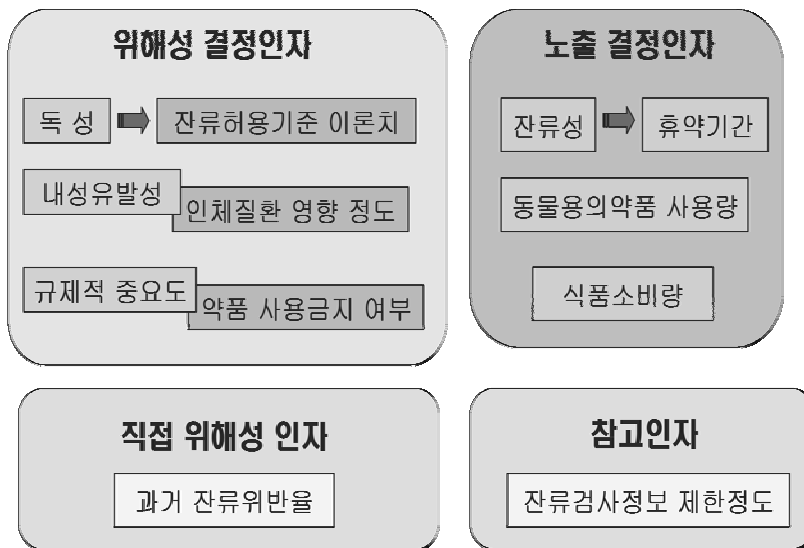 위해성 결정인자
독 성
잔류허용기준 이론치
내성유발성
인체질환 영향 정도
규제적 중요도
약품 사용금지 여부
노출 결정인자
잔류성
휴약기간
동물용의약품 사용량
식품소비량
직접 위해성 인자
과거 잔류위반율
참고인자
잔류검사정보 제한정도